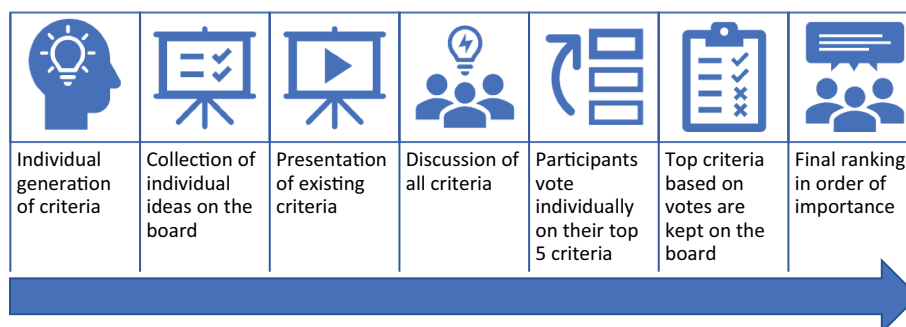 Individual
generation
of criteria
Collection of
individual
ideas on the
board
Presentation
of existing
criteria
Discussion of
all criteria
Participants
vote
individually
on their top
5 criteria
Top criteria
based on
votes are
kept on the
board
Final ranking
in order of
importance